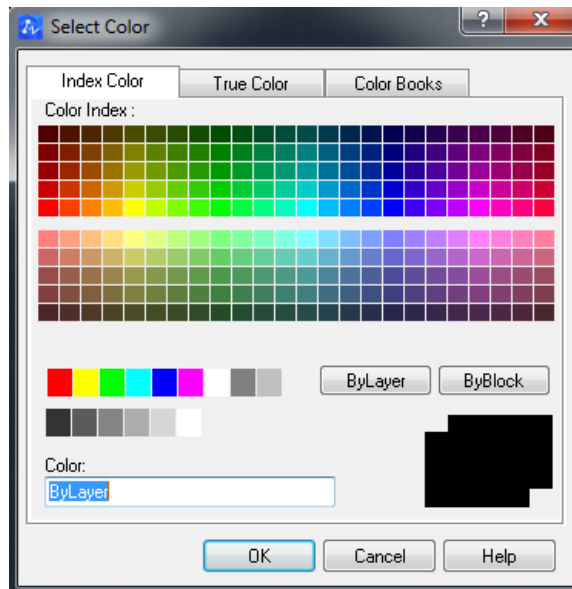 Select Color
Index Color
True Color
Color Books
Color Index :
ByLayer
ByBlock
Color:
ByLayer
OK
Cancel
Help